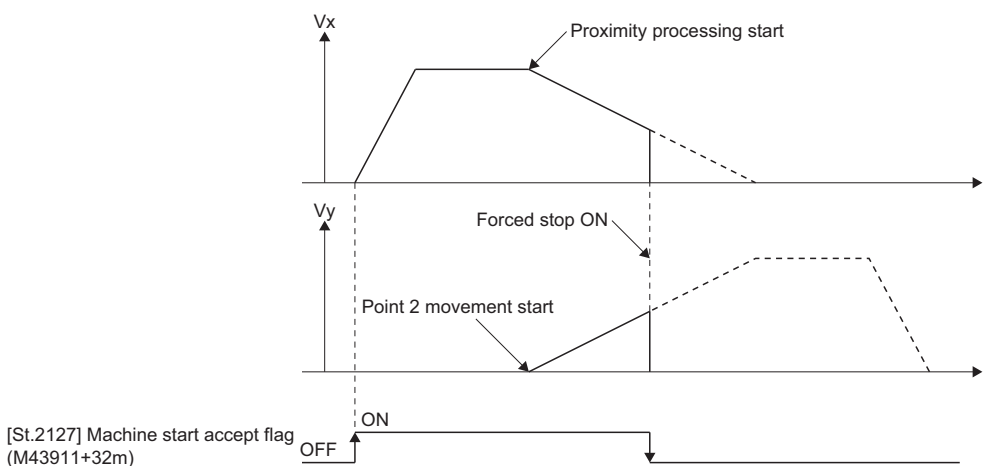 Vx
Proximity processing start
Vy
Forced stop ON
Point 2 movement start
[St.2127] Machine start accept flag
(M43911+32m)
ON
OFF